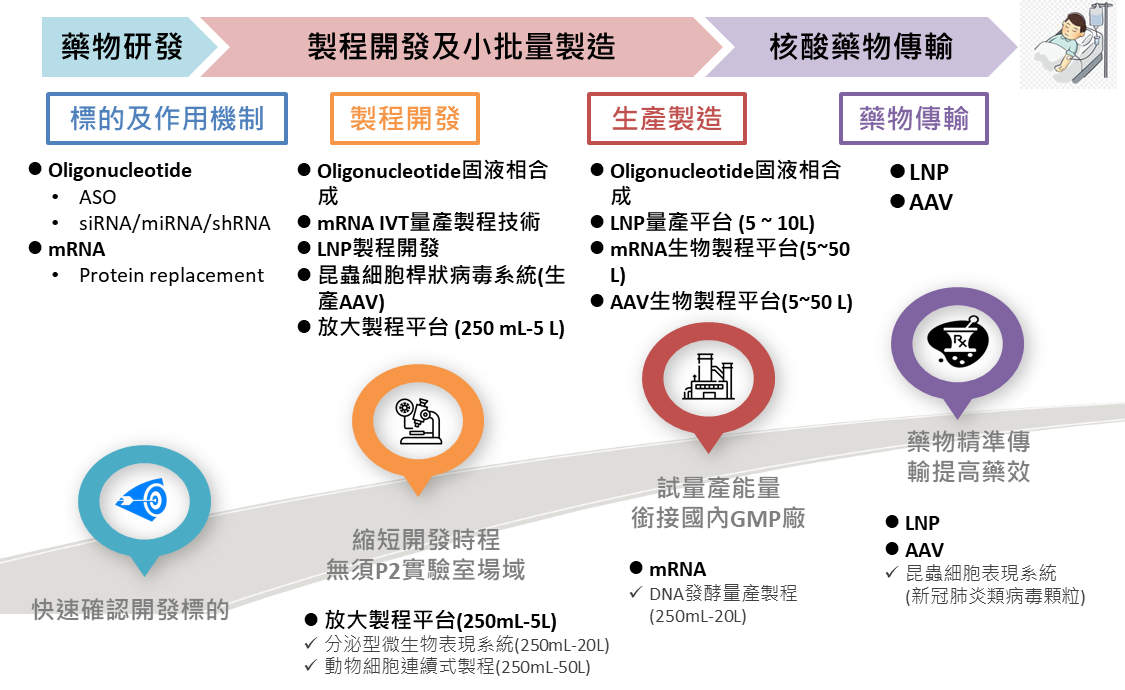 藥物研發
製程開發及小批量製造
核酸藥物傳輸
標的及作用機制
● Oligonucleotide
• ASO
• siRNA/miRNA/shRNA
● mRNA
• Protein replacement
製程開發
● Oligonucleotide固液相合
成
● mRNA IVT量產製程技術
● LNP製程開發
● 昆蟲細胞桿狀病毒系統(生
產AAV)
● 放大製程平台 (250 mL-5 L)
生產製造
● Oligonucleotide固液相合
成
● LNP量產平台 (5 ~ 10L)
● mRNA生物製程平台(5~50
L)
● AAV生物製程平台(5~50 L)
藥物傳輸
● LNP
● AAV
Rx
快速確認開發標的
縮短開發時程
無須P2實驗室場域
● 放大製程平台(250mL-5L)
✓ 分泌型微生物表現系統(250mL-20L)
✓ 動物細胞連續式製程(250mL-50L)
試量產能量
銜接國內GMP廠
● mRNA
✓ DNA發酵量產製程
(250mL-20L)
藥物精準傳
輸提高藥效
● LNP
● AAV
✓ 昆蟲細胞表現系統
(新冠肺炎類病毒顆粒)